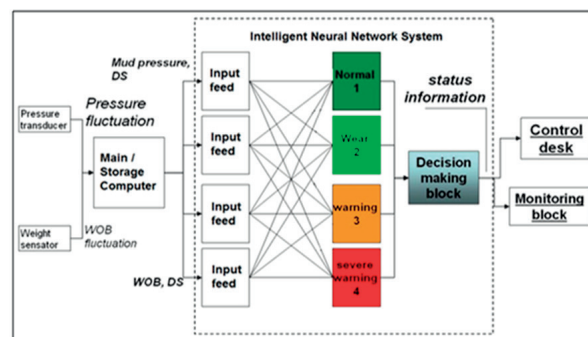 Intelligent Neural Network System
Mud pressure,
DS
Input
feed
Normal
1
status
information
Pressure
transducer
Pressure
fluctuation
Input
feed
Wear
2
Control
desk
Main /
Storage
Computer
Decision
making
block
Input
feed
warning
3
Monitoring
block
Weight
sensator
WOB
fluctuation
WOB, DS
Input
feed
severe
warning
4